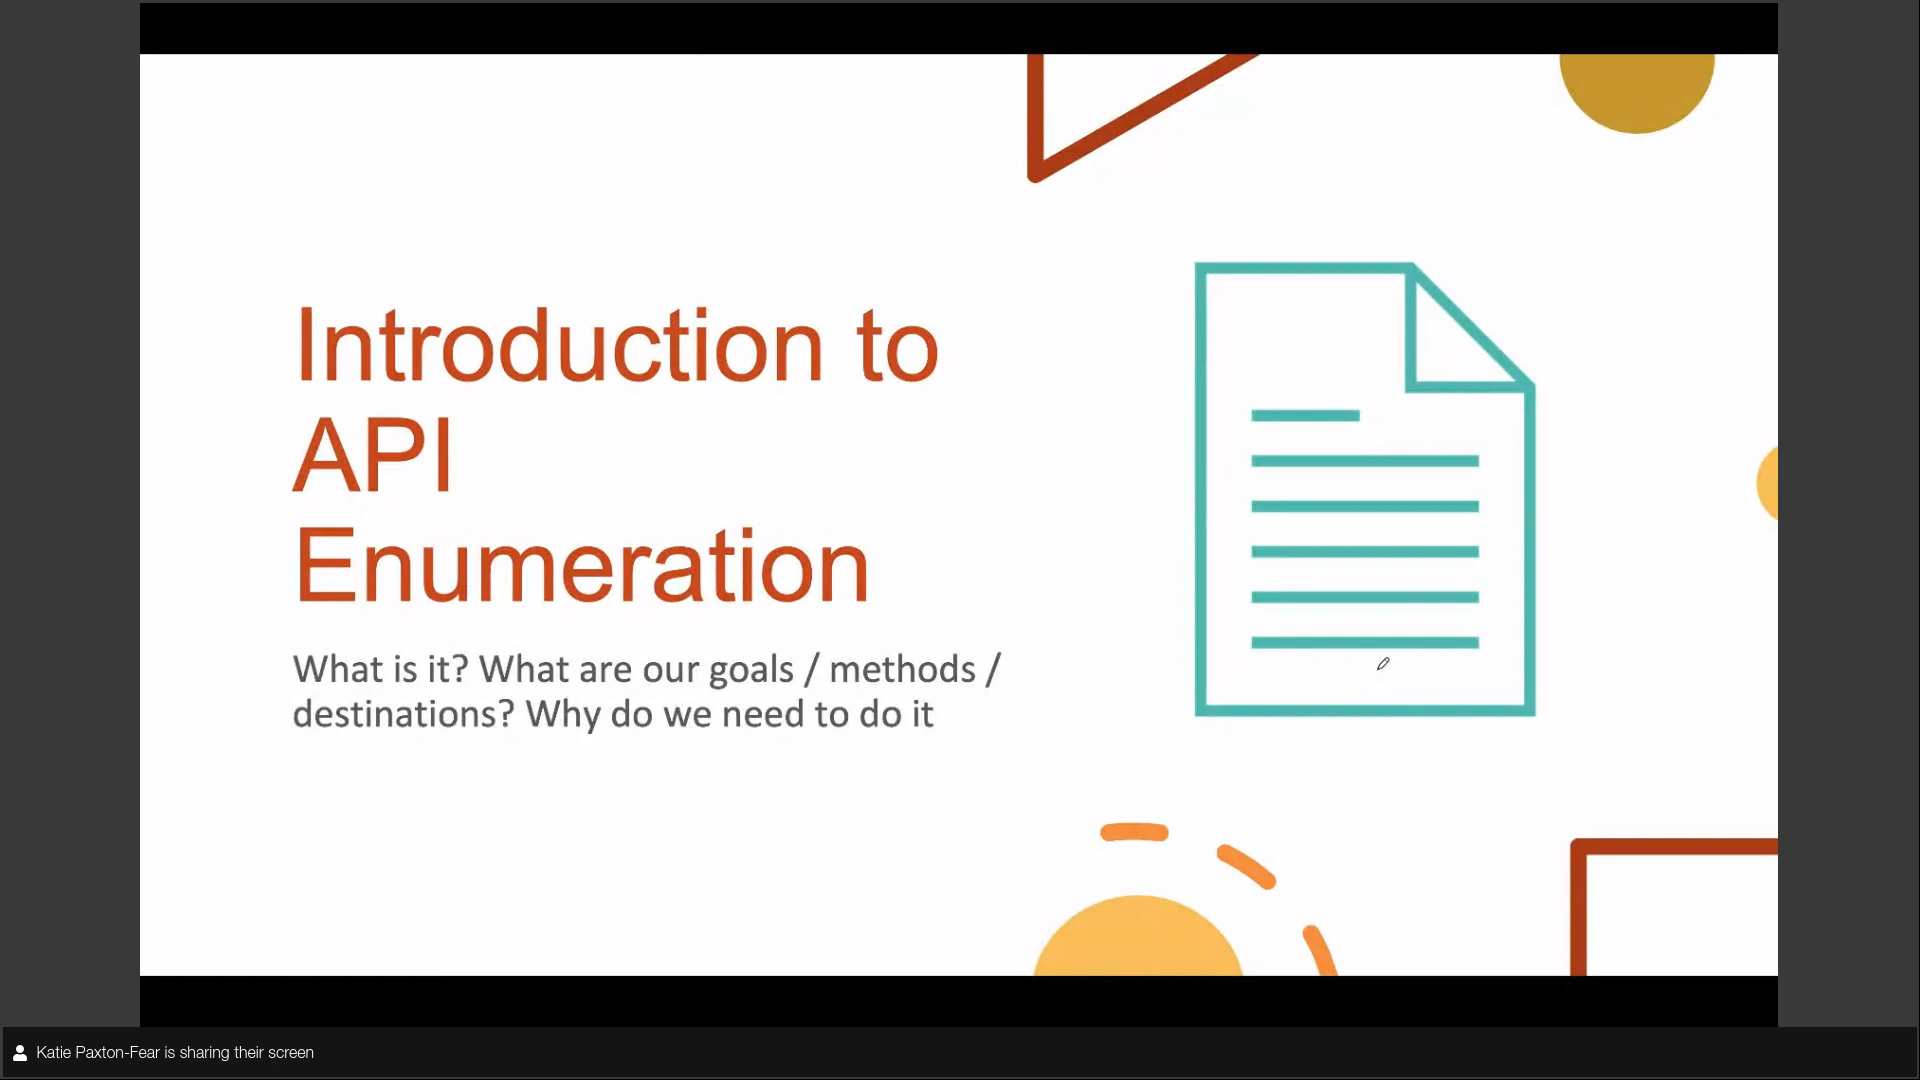 Introduction to
API
Enumeration
What is it? What are our goals / methods /
destinations? Why do we need to do it
Katie Paxton-Fear is sharing their screen